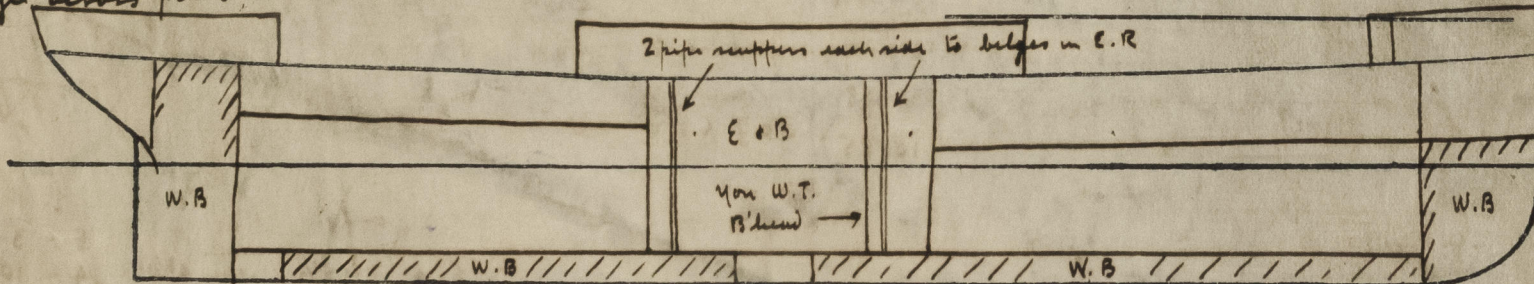 2 pipe scuppers each side to bilges in E.R
E & B
W.B
Non W.T.
B'head
W.B
W.B
W.B